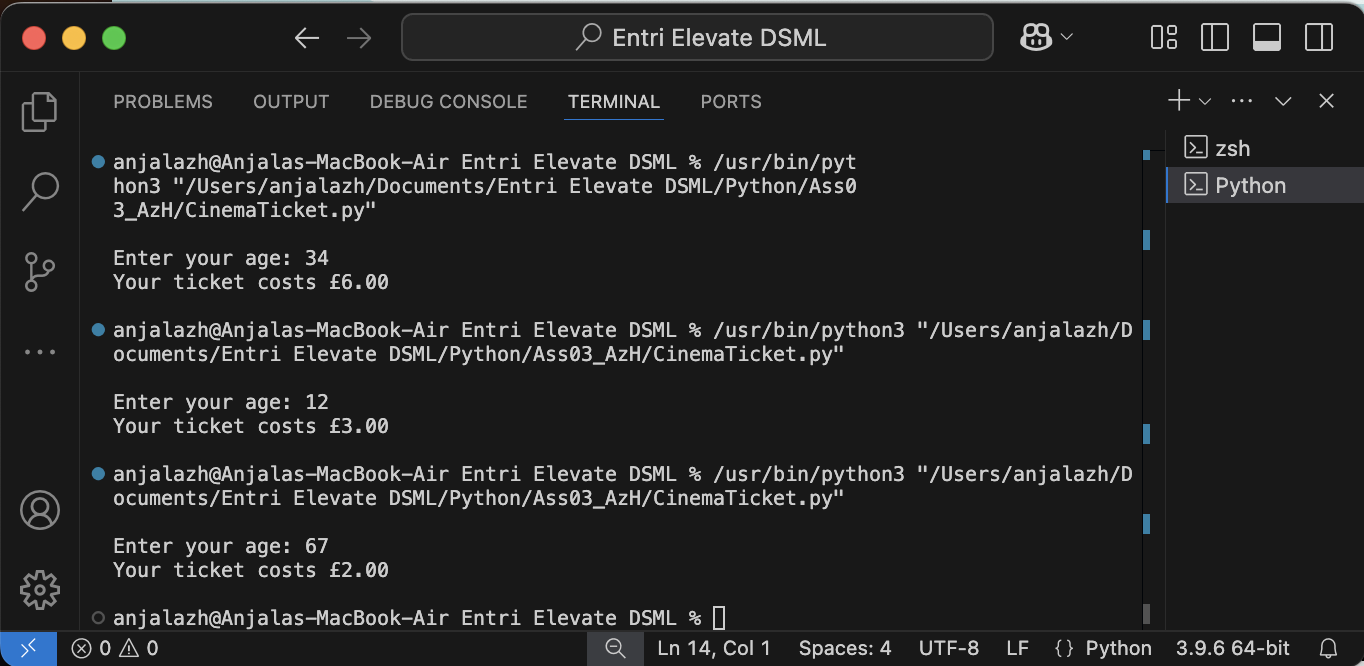 Entri Elevate DSML
PROBLEMS OUTPUT DEBUG CONSOLE TERMINAL PORTS
zsh
Python
anjalazh@Anjalas-MacBook-Air Entri Elevate DSML % /usr/bin/pyt
hon3 "/Users/anjalazh/Documents/Entri Elevate DSML/Python/Ass0
3_AzH/CinemaTicket.py"
Enter your age: 34
Your ticket costs £6.00
anjalazh@Anjalas-MacBook-Air Entri Elevate DSML % /usr/bin/python3 "/Users/anjalazh/D
ocuments/Entri Elevate DSML/Python/Ass03_AzH/CinemaTicket.py"
Enter your age: 12
Your ticket costs £3.00
anjalazh@Anjalas-MacBook-Air Entri Elevate DSML % /usr/bin/python3 "/Users/anjalazh/D
ocuments/Entri Elevate DSML/Python/Ass03_AzH/CinemaTicket.py"
Enter your age: 67
Your ticket costs £2.00
anjalazh@Anjalas-MacBook-Air Entri Elevate DSML %
0 0 Ln 14, Col 1 Spaces: 4 UTF-8 LF {} Python 3.9.6 64-bit